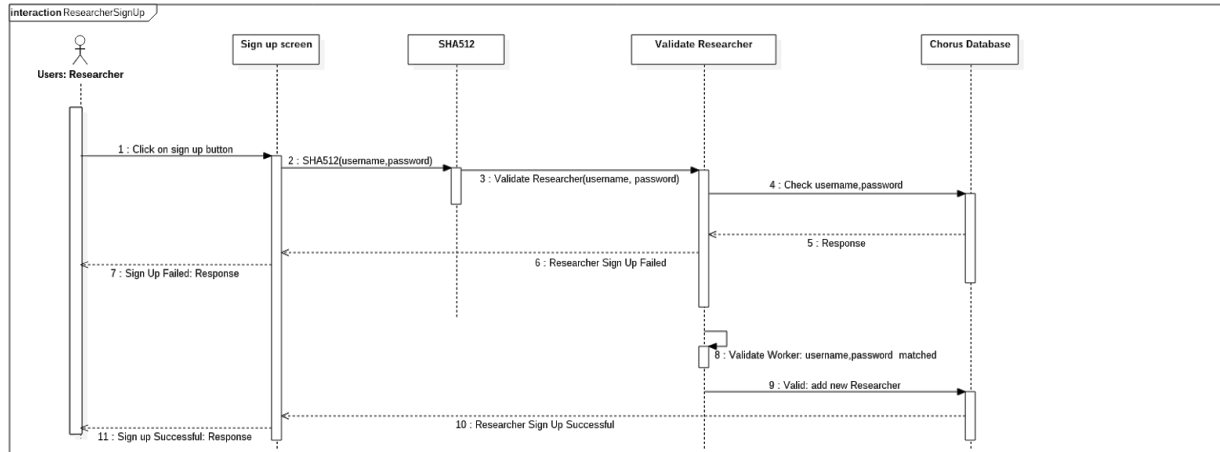 interaction ResearcherSignUp
Users: Researcher
Sign up screen
SHA512
Validate Researcher
Chorus Database
1 : Click on sign up button
2 : SHA512(username,password)
3 : Validate Researcher(username, password)
4 : Check username,password
5 : Response
6 : Researcher Sign Up Failed
7 : Sign Up Failed: Response
8 : Validate Worker: username,password matched
9 : Valid: add new Researcher
10 : Researcher Sign Up Successful
11 : Sign up Successful: Response